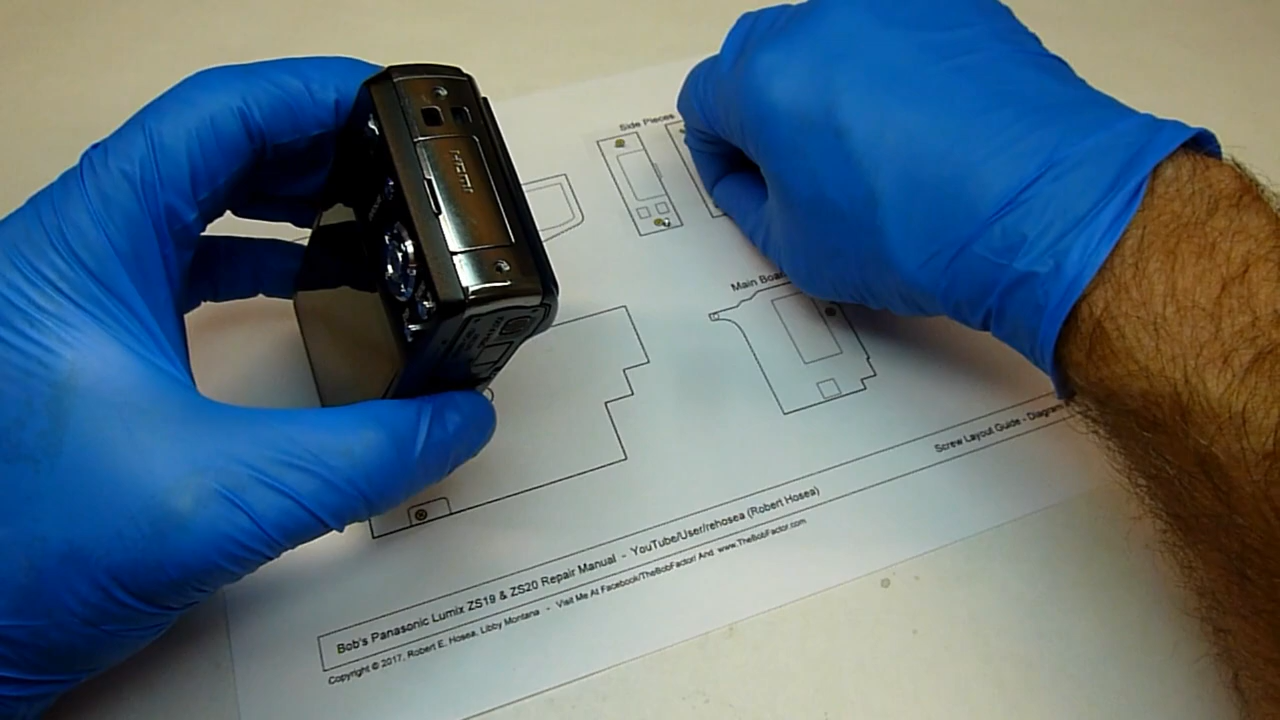 HDMI
Side Pieces
Main Boa
Screw Layout Guide - Diagram
Bob's Panasonic Lumix ZS19 & ZS20 Repair Manual - YouTube/User/rehosea (Robert Hosea)
Copyright © 2017, Robert E. Hosea, Libby Montana - Visit Me At Facebook/TheBobFactor/ And www.TheBobFactor.com